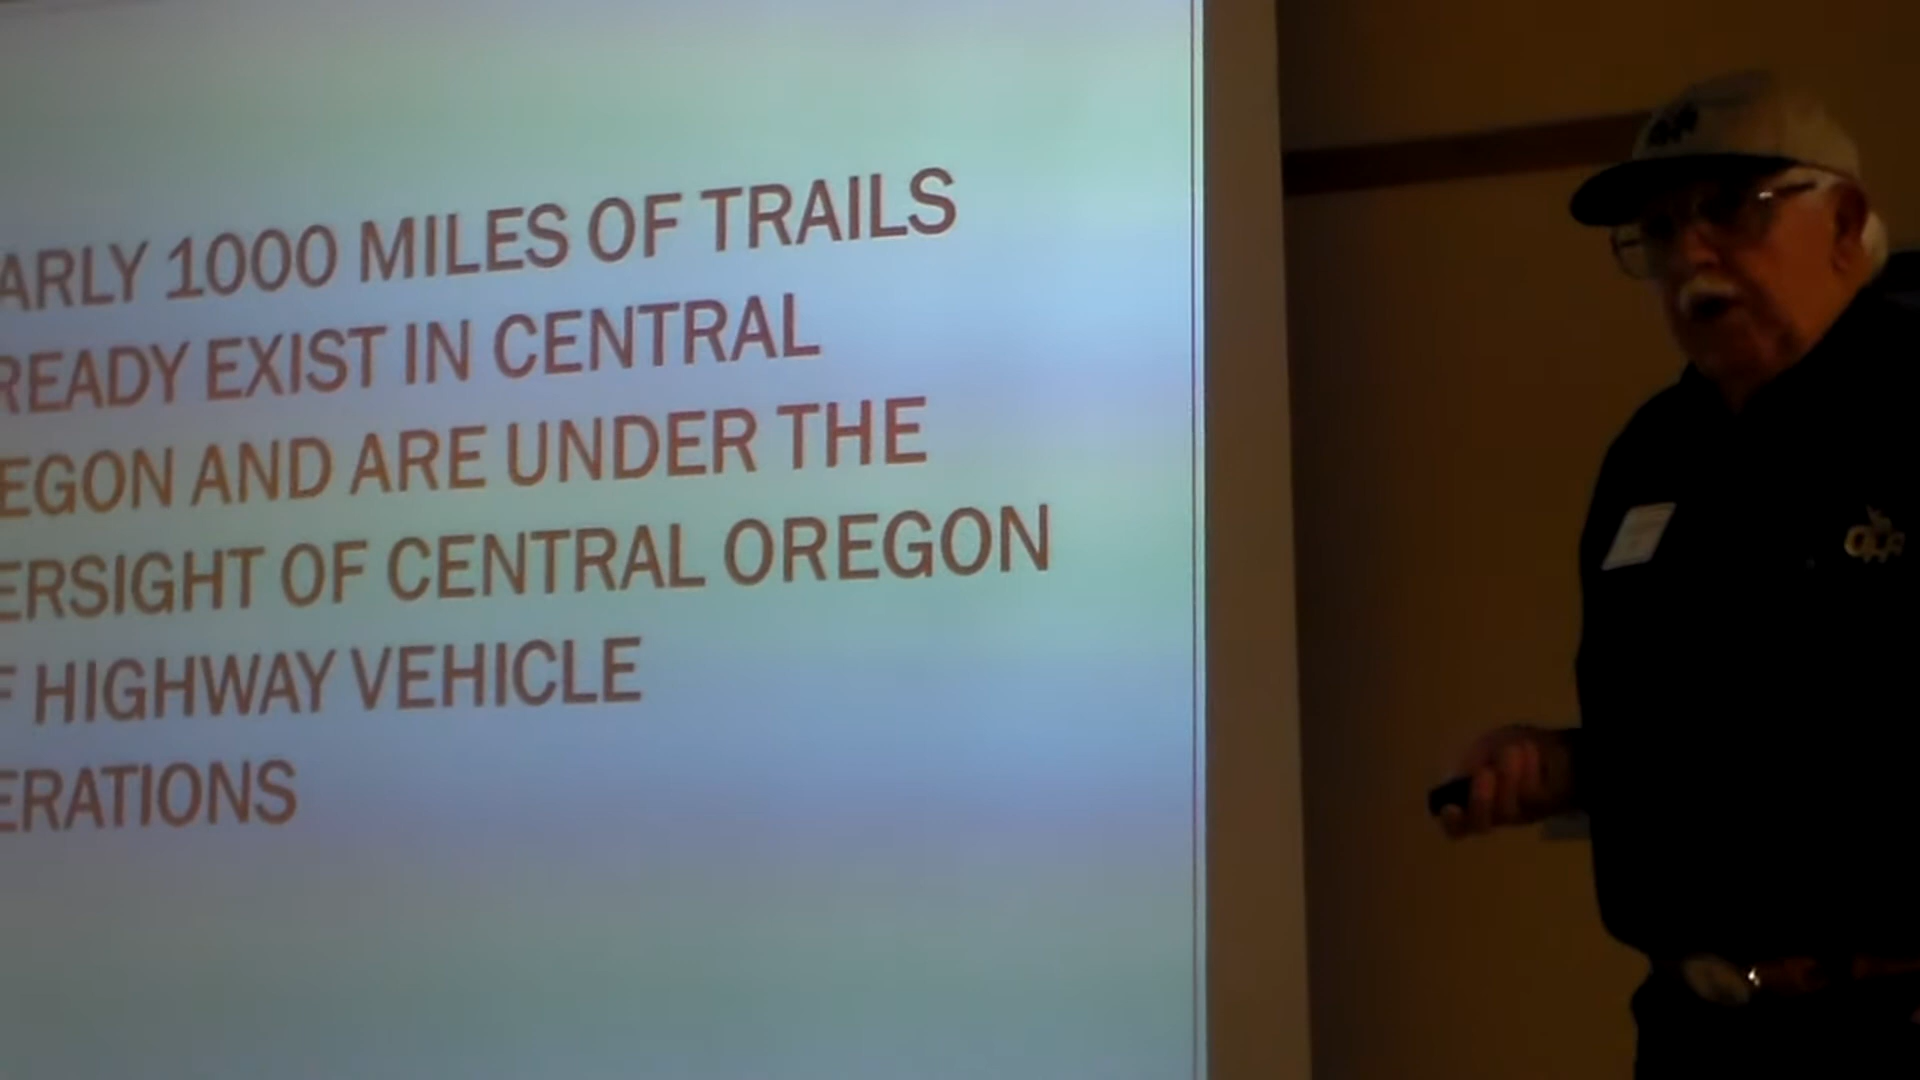 ARLY 1000 MILES OF TRAILS
READY EXIST IN CENTRAL
EGON AND ARE UNDER THE
ERSIGHT OF CENTRAL OREGON
F HIGHWAY VEHICLE
ERATIONS